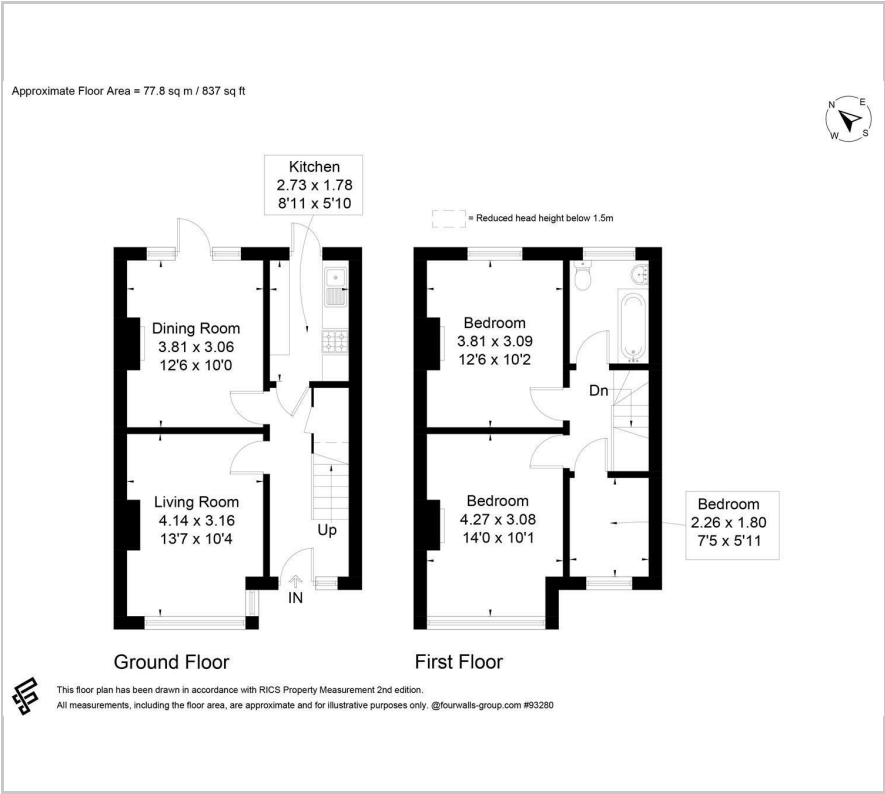 Approximate Floor Area = 77.8 sq m / 837 sq ft
N
E
W
S
Kitchen
2.73 x 1.78
8'11 x 5'10
= Reduced head height below 1.5m
Dining Room
3.81 x 3.06
12'6 x 10'0
Bedroom
3.81 x 3.09
12'6 x 10'2
Dn
Living Room
4.14 x 3.16
13'7 x 10'4
Up
IN
Bedroom
4.27 x 3.08
14'0 x 10'1
Bedroom
2.26 x 1.80
7'5 x 5'11
Ground Floor
First Floor
This floor plan has been drawn in accordance with RICS Property Measurement 2nd edition.
All measurements, including the floor area, are approximate and for illustrative purposes only. @fourwalls-group.com #93280